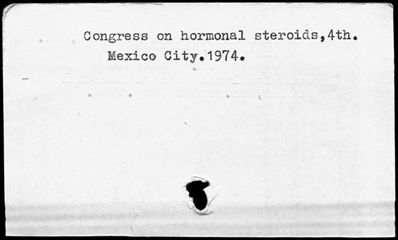 Congress on hormonal steroids,4th.
Mexico City.1974.